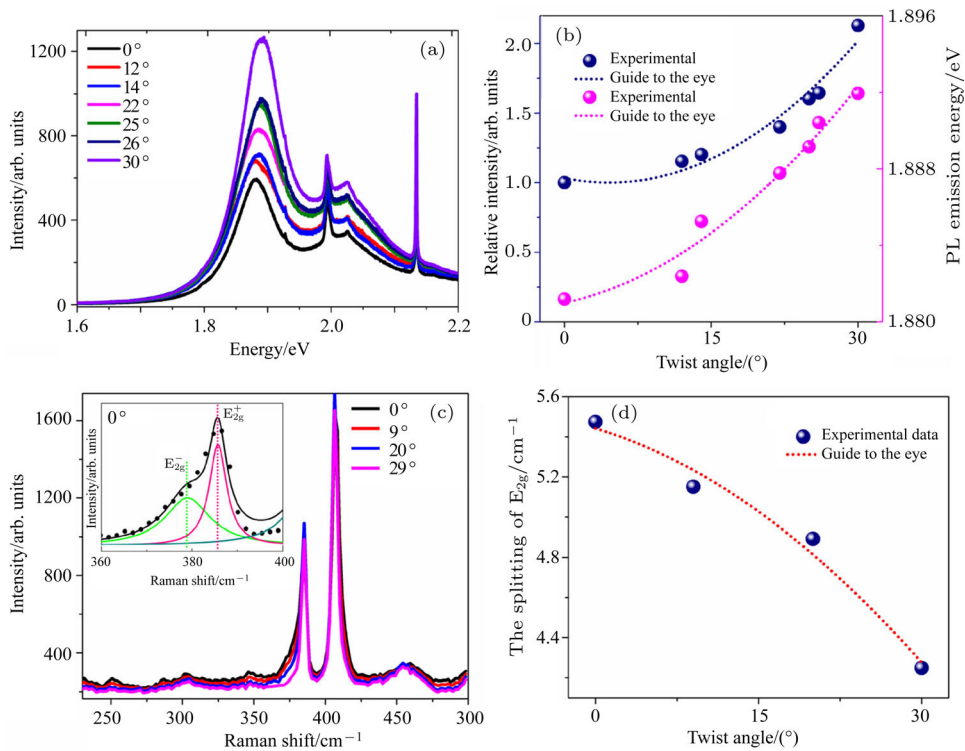 (a)
Intensity/arb. units
1200
800
400
0
0°
12°
14°
22°
25°
26°
30°
1.6
1.8
2.0
2.2
Energy/eV
(b)
Relative intensity/arb. units
2.0
1.5
1.0
0.5
0
Experimental
Guide to the eye
Experimental
Guide to the eye
1.896
1.888
1.880
PL emission energy/eV
0
15
30
Twist angle/(°)
(c)
Intensity/arb. units
1600
1200
800
400
0°
9°
20°
29°
0°
E₂g⁺
E₂g⁻
Intensity/arb. units
360
380
400
Raman shift/cm⁻¹
250
300
350
400
450
300
Raman shift/cm⁻¹
(d)
The splitting of E₂g/cm⁻¹
5.6
5.2
4.8
4.4
Experimental data
Guide to the eye
0
15
30
Twist angle/(°)